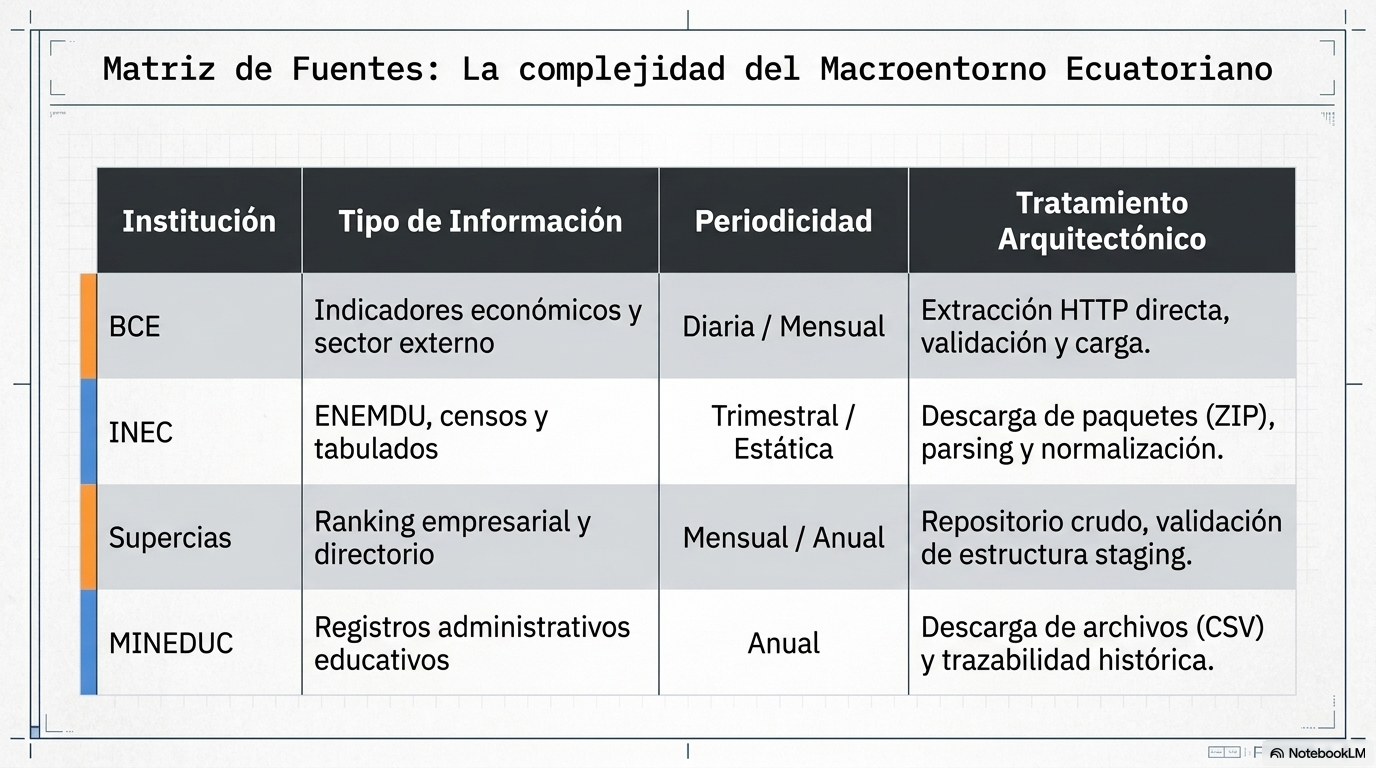 Matriz de Fuentes: La complejidad del Macroentorno Ecuatoriano
Institución
Tipo de Información
Periodicidad
Tratamiento
Arquitectónico
BCE
Indicadores económicos y
sector externo
Diaria / Mensual
Extracción HTTP directa,
validación y carga.
INEC
ENEMDU, censos y
tabulados
Trimestral /
Estática
Descarga de paquetes (ZIP),
parsing y normalización.
Supercias
Ranking empresarial y
directorio
Mensual / Anual
Repositorio crudo, validación
de estructura staging.
MINEDUC
Registros administrativos
educativos
Anual
Descarga de archivos (CSV)
y trazabilidad histórica.
NotebookLM